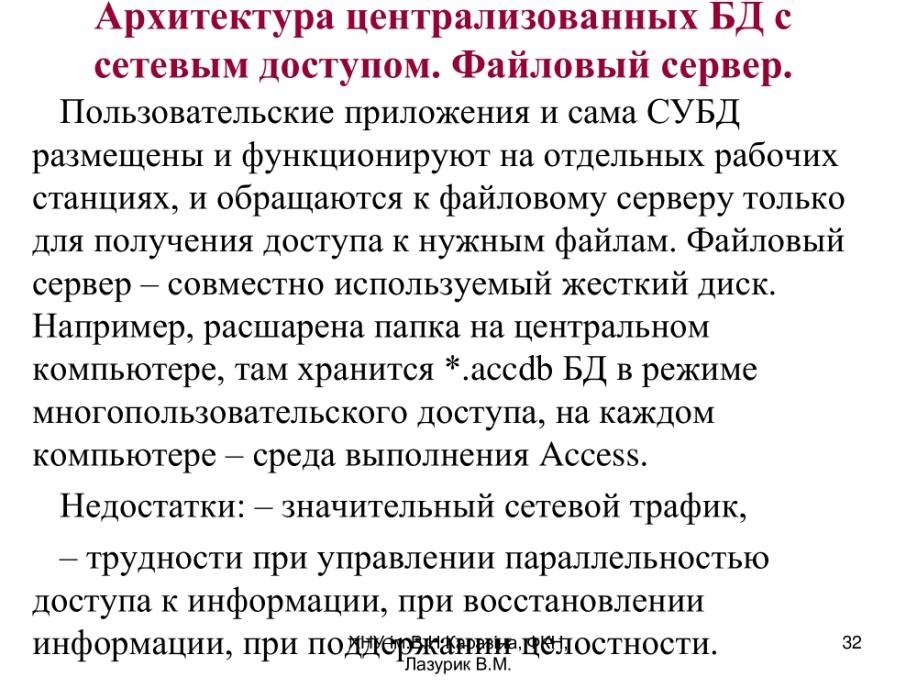 Архитектура централизованных БД с
сетевым доступом. Файловый сервер.
Пользовательские приложения и сама СУБД
размещены и функционируют на отдельных рабочих
станциях, и обращаются к файловому серверу только
для получения доступа к нужным файлам. Файловый
сервер – совместно используемый жесткий диск.
Например, расшарена папка на центральном
компьютере, там хранится *.accdb БД в режиме
многопользовательского доступа, на каждом
компьютере – среда выполнения Access.
Недостатки: – значительный сетевой трафик,
– трудности при управлении параллельностью
доступа к информации, при восстановлении
информации, при поддержании целостности.
Лазурик В.М.
32